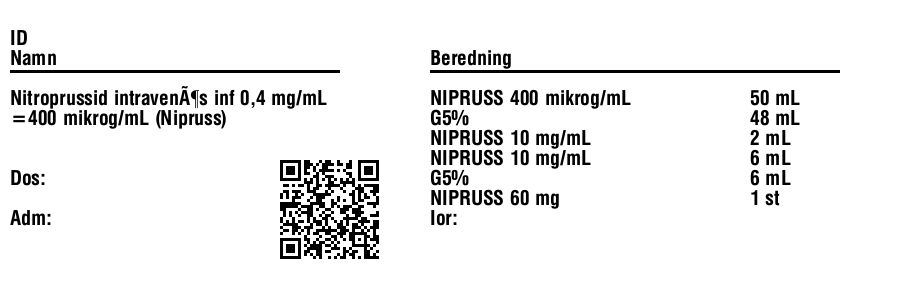 ID
Namn
Nitroprussid intravenÃ¶s inf 0,4 mg/mL
=400 mikrog/mL (Nipruss)
Dos:
Adm:
Beredning
NIPRUSS 400 mikrog/mL 50 mL
G5% 48 mL
NIPRUSS 10 mg/mL 2 mL
NIPRUSS 10 mg/mL 6 mL
G5% 6 mL
NIPRUSS 60 mg 1 st
Ior: